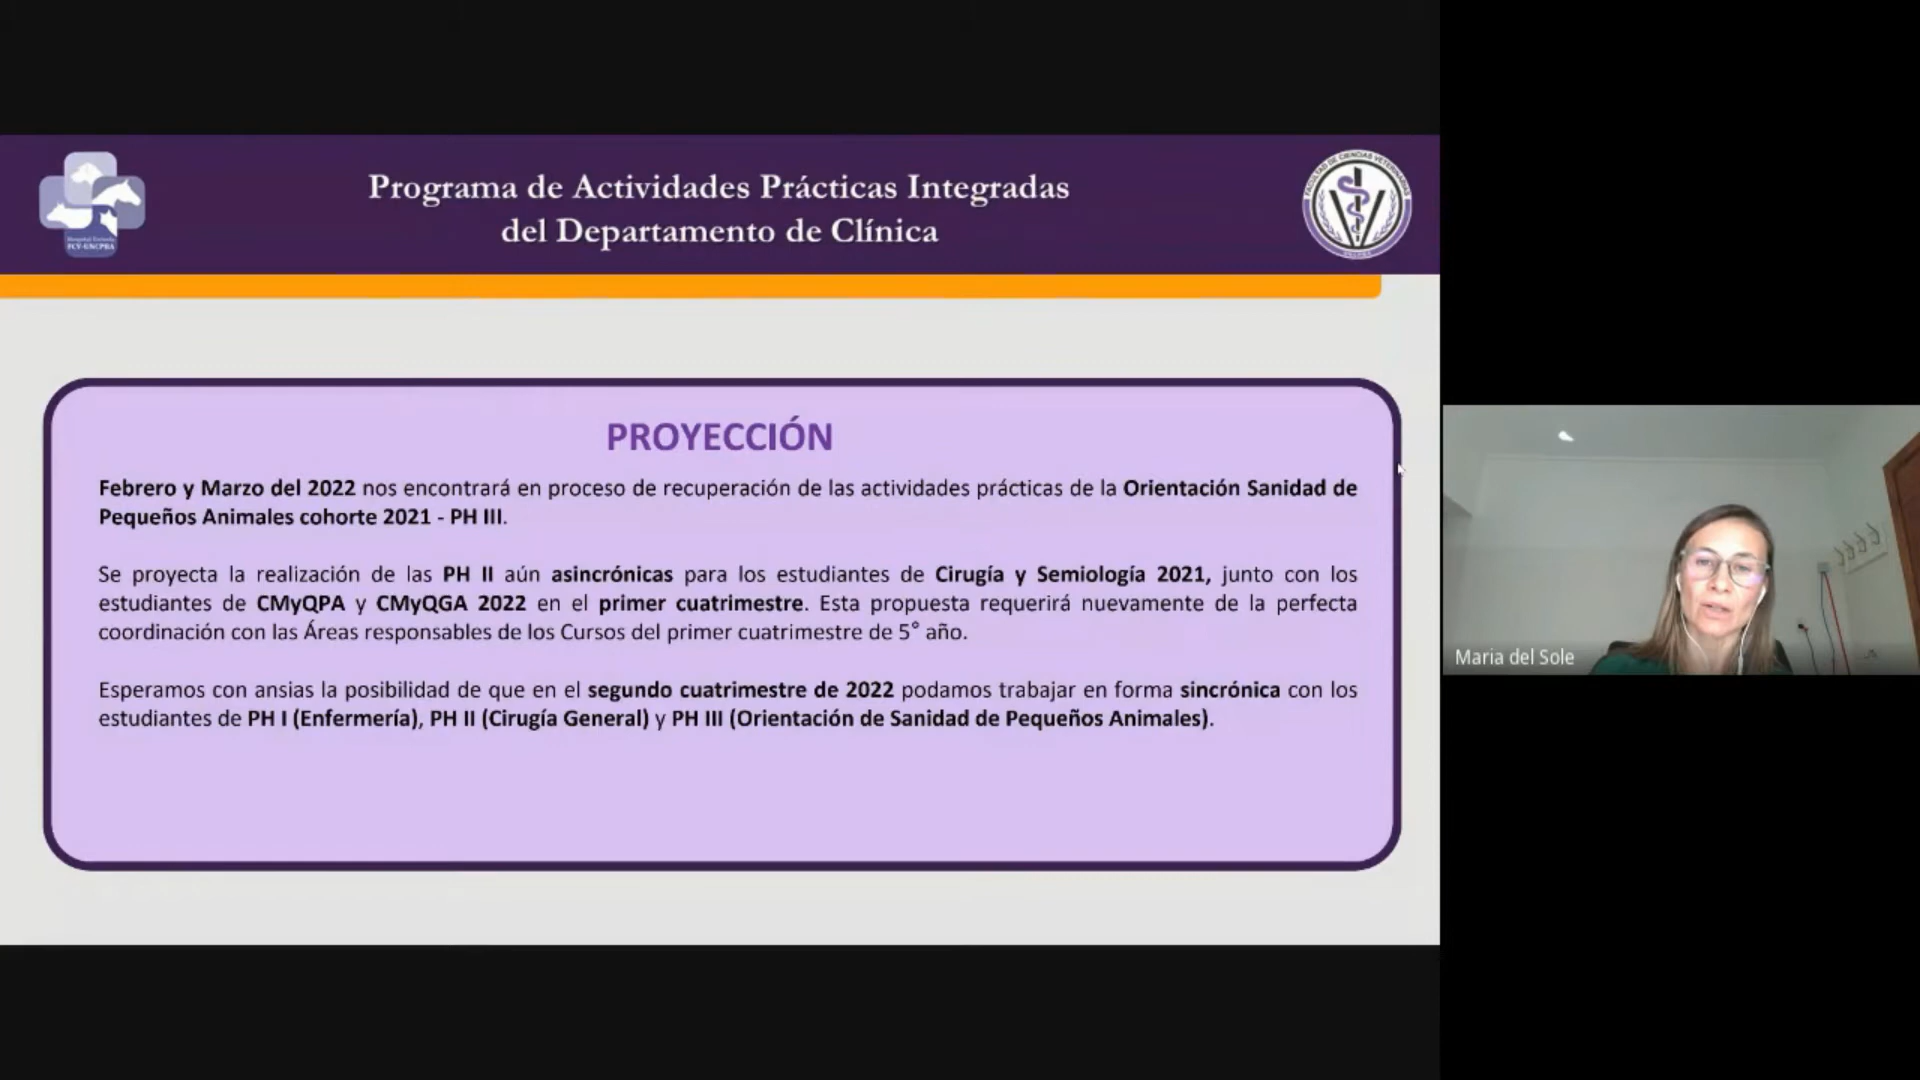 Programa de Actividades Prácticas Integradas
del Departamento de Clínica
FCV-UNCPBA
FACULTAD DE CIENCIAS VETERINARIAS
PROYECCIÓN
Febrero y Marzo del 2022 nos encontrará en proceso de recuperación de las actividades prácticas de la Orientación Sanidad de
Pequeños Animales cohorte 2021 - PH III.
Se proyecta la realización de las PH II aún asincrónicas para los estudiantes de Cirugía y Semiología 2021, junto con los
estudiantes de CMyQPA y CMyQGA 2022 en el primer cuatrimestre. Esta propuesta requerirá nuevamente de la perfecta
coordinación con las Áreas responsables de los Cursos del primer cuatrimestre de 5° año.
Esperamos con ansias la posibilidad de que en el segundo cuatrimestre de 2022 podamos trabajar en forma sincrónica con los
estudiantes de PH I (Enfermería), PH II (Cirugía General) y PH III (Orientación de Sanidad de Pequeños Animales).
Maria del Sole